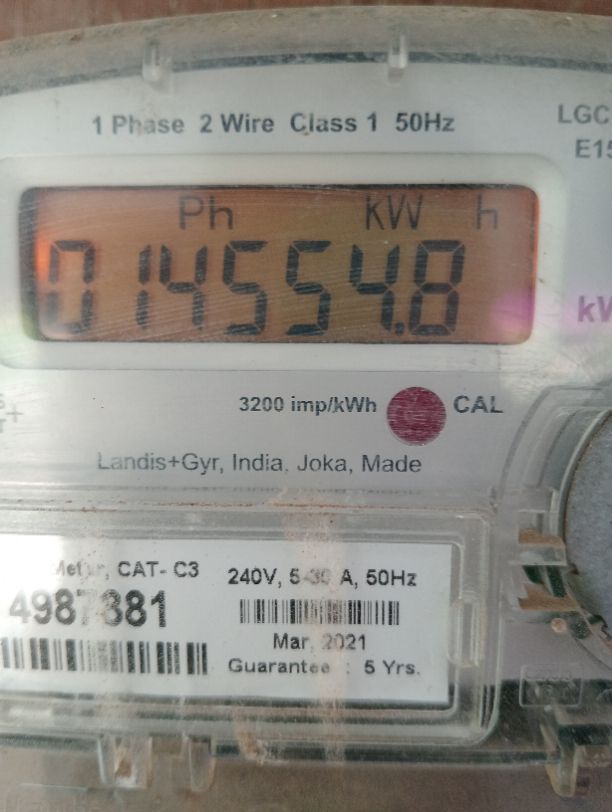 1 Phase 2 Wire Class 1 50Hz
LGC
E15
Ph kW h
014554.8
kW
3200 imp/kWh CAL
Landis+Gyr, India, Joka, Made
CAT- C3
240V, 5-30 A, 50Hz
Mar, 2021
Guarantee : 5 Yrs.